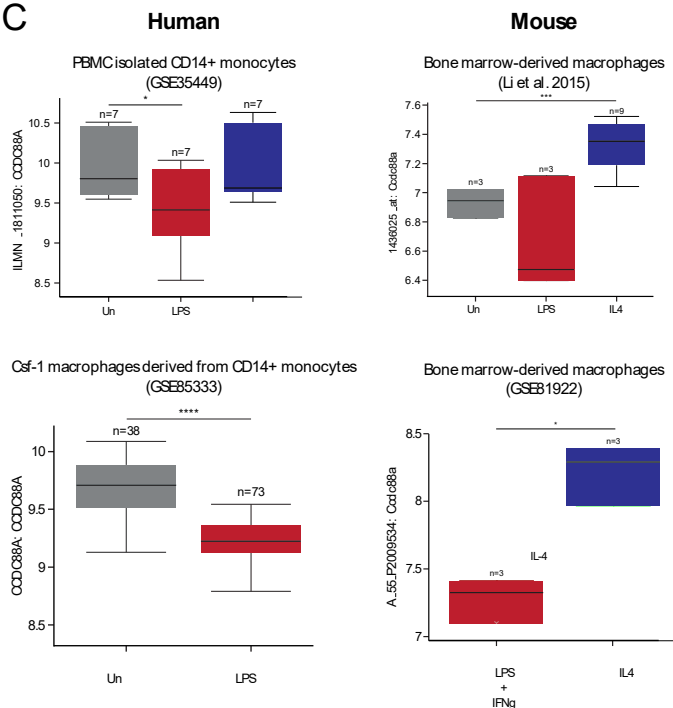 C
Human
Mouse
PBMC isolated CD14+ monocytes
(GSE35449)
*
n=7
n=7
n=7
10.5
10
9.5
9
8.5
ILMN_1811050: CCDC88A
Un
LPS
Bone marrow-derived macrophages
(Li et al. 2015)
***
n=9
n=3
n=3
7.6
7.4
7.2
7
6.8
6.6
6.4
1436025_at: Ccdc88a
Un
LPS
IL4
Csf-1 macrophages derived from CD14+ monocytes
(GSE85333)
****
n=38
n=73
10
9.5
9
8.5
CCDC88A: CCDC88A
Un
LPS
Bone marrow-derived macrophages
(GSE81922)
*
n=3
IL-4
n=3
8.5
8
7.5
7
A_55_P2009534: Ccdc88a
LPS
+
IFNg
IL4